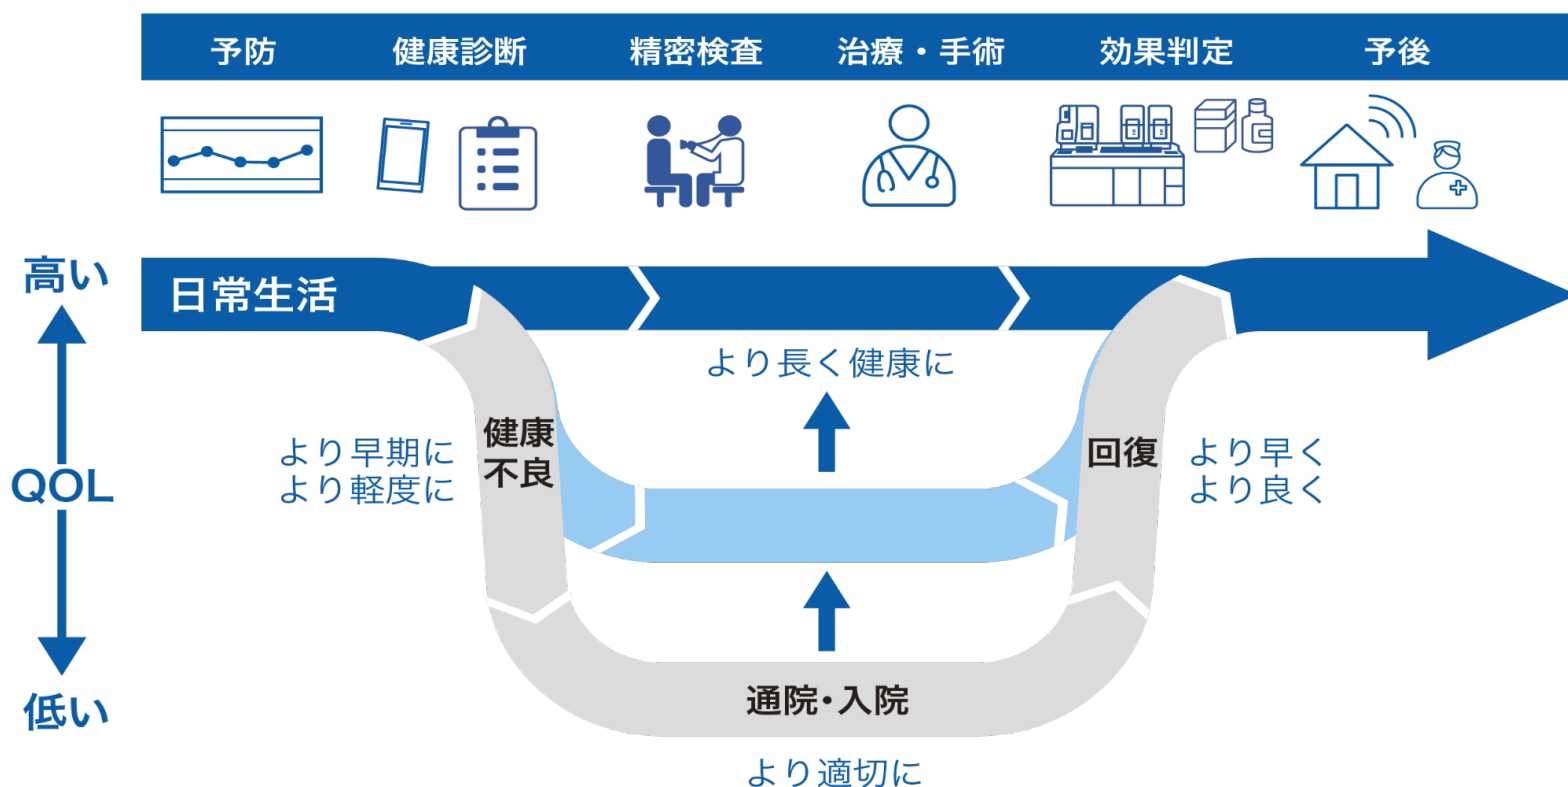 予防 健康診断 精密検査 治療・手術 効果判定 予後
高い
日常生活
より長く健康に
健康
不良
回復
より早期に
より軽度に
より早く
より良く
QOL
通院・入院
低い
より適切に